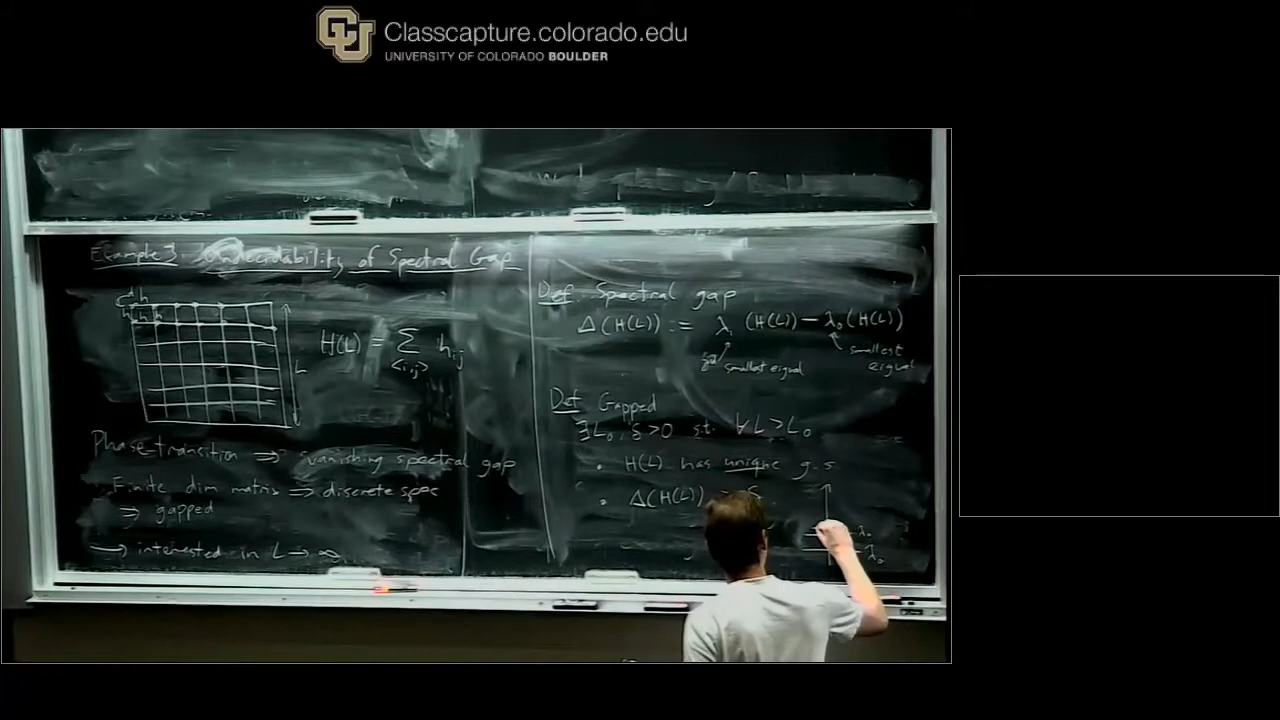 CU Classcapture.colorado.edu
UNIVERSITY OF COLORADO BOULDER
Example 3 Undecidability of Spectral Gap
H(L) = Σ h_ij
<i,j>
L
Phase-transition ⇒ vanishing spectral gap
Finite dim matrix ⇒ discrete spec
⇒ gapped
→ interested in L → ∞
Def Spectral gap
Δ(H(L)) := λ₁(H(L)) − λ₀(H(L))
smallest eigval
smallest
eigval
Def Gapped
∃L₀, δ>0 s.t. ∀L>L₀
• H(L) has unique g.s
• Δ(H(L))
λ₀